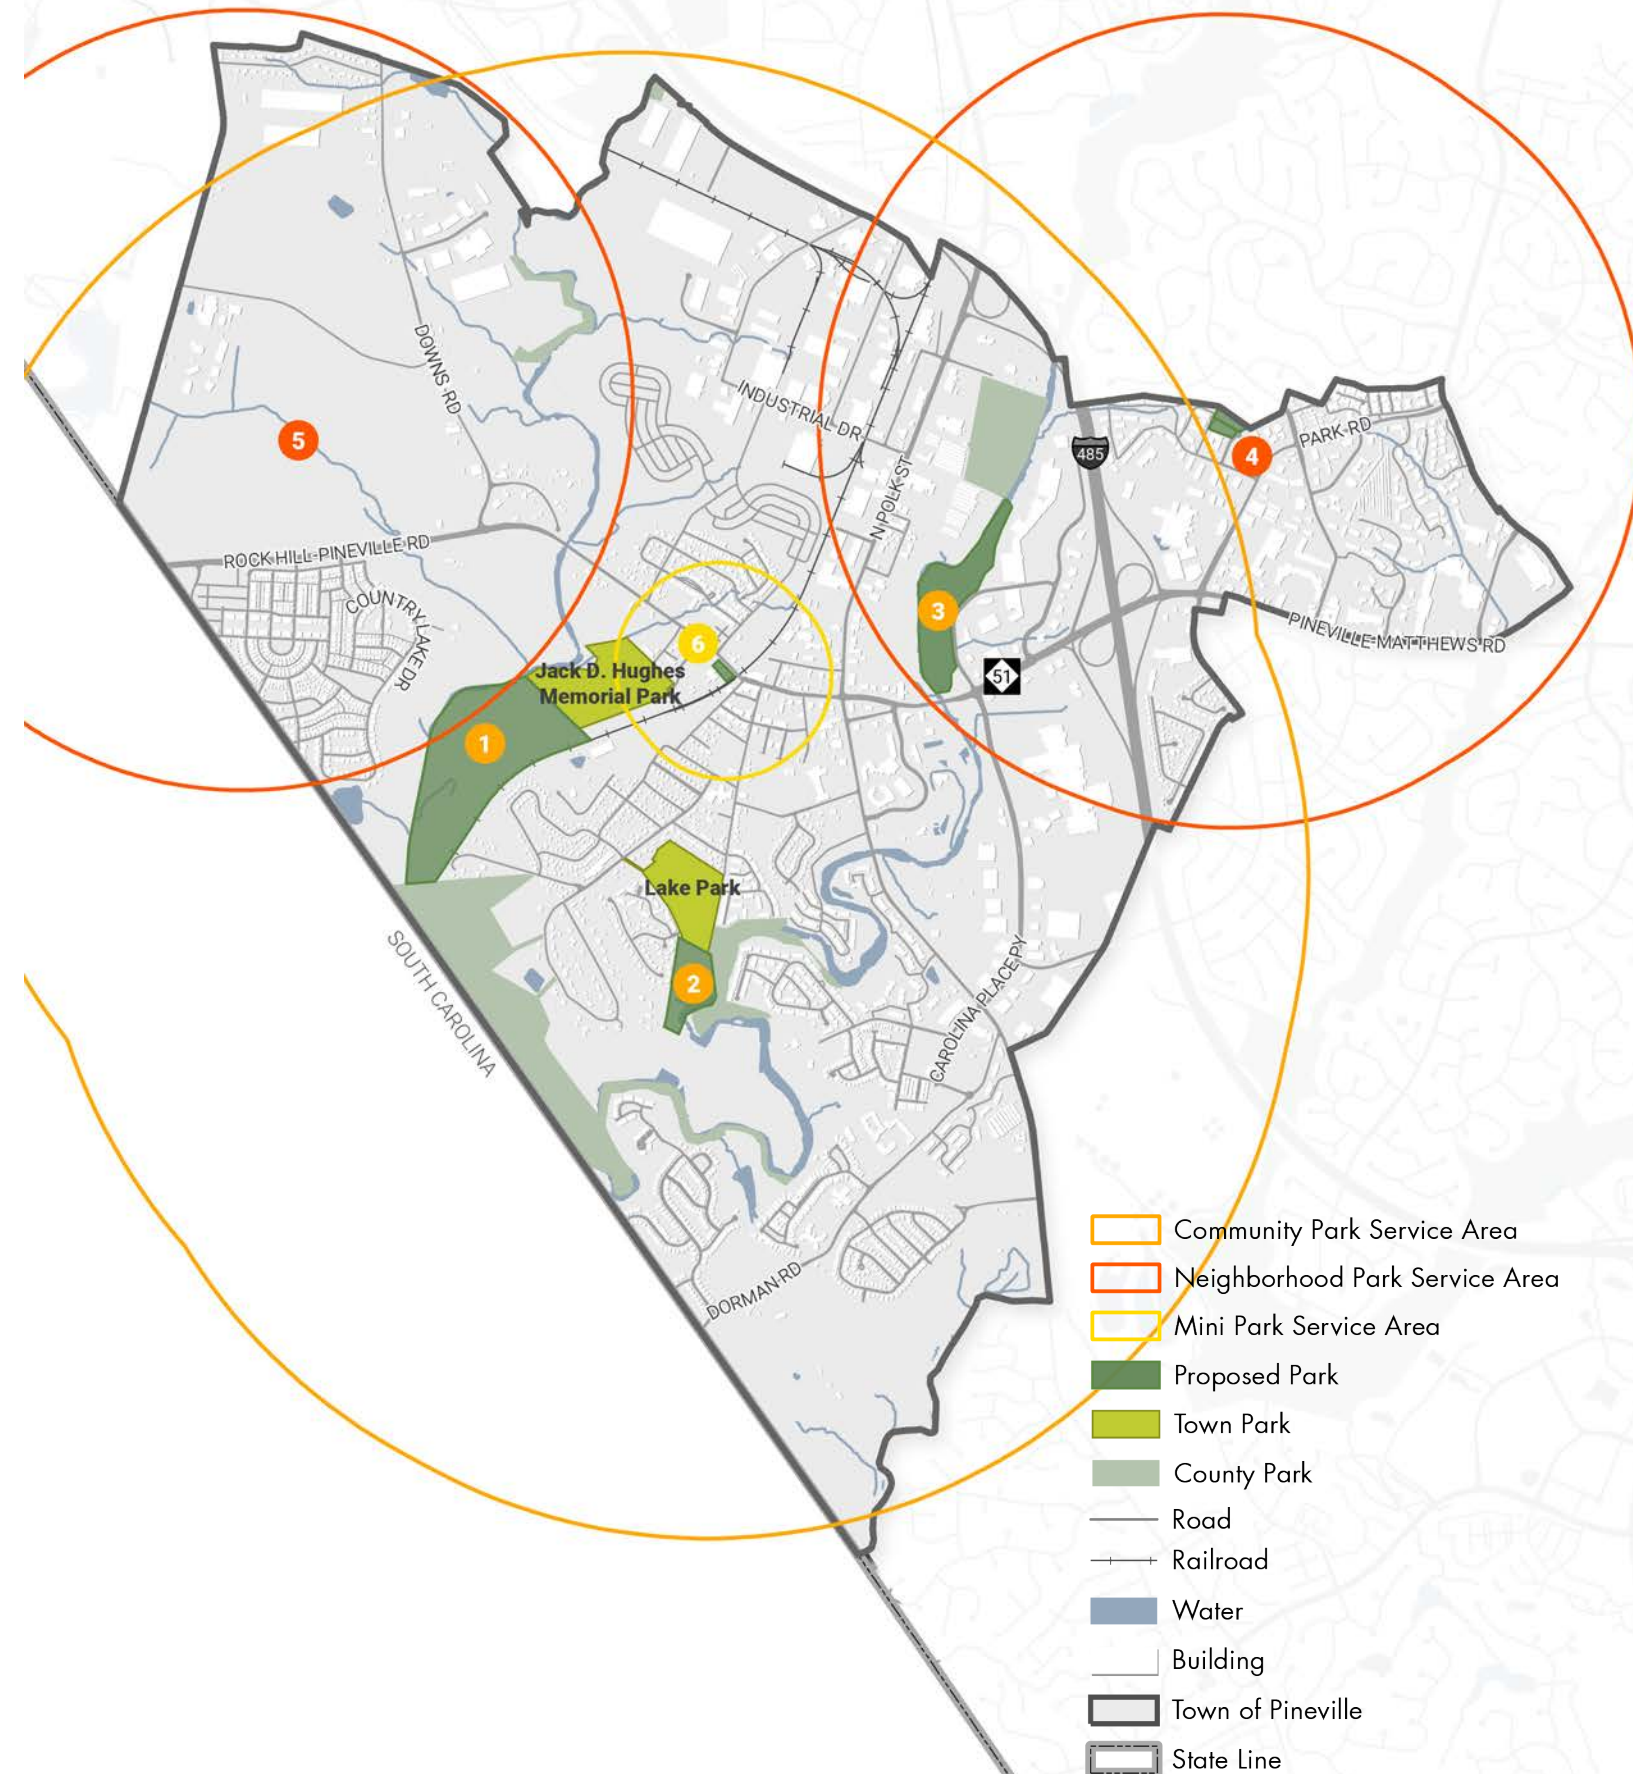 DOWNS RD
INDUSTRIAL DR
N POLK ST
485
PARK RD
4
5
ROCK HILL-PINEVILLE RD
COUNTRY LAKE DR
3
PINEVILLE-MATTHEWS RD
6
51
Jack D. Hughes
Memorial Park
1
Lake Park
2
SOUTH CAROLINA
CAROLINA PLACE PY
DORMAN RD
Community Park Service Area
Neighborhood Park Service Area
Mini Park Service Area
Proposed Park
Town Park
County Park
Road
Railroad
Water
Building
Town of Pineville
State Line